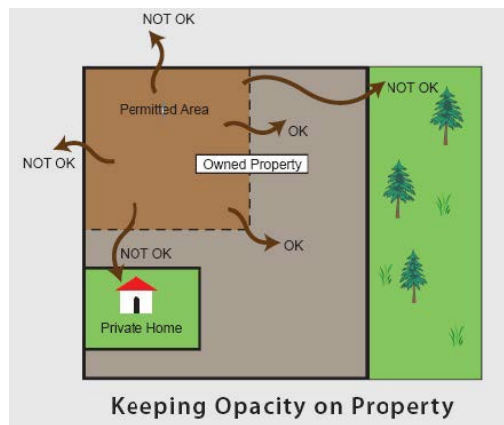 NOT OK
NOT OK
Permitted Area
OK
NOT OK
Owned Property
NOT OK
OK
Private Home
Keeping Opacity on Property